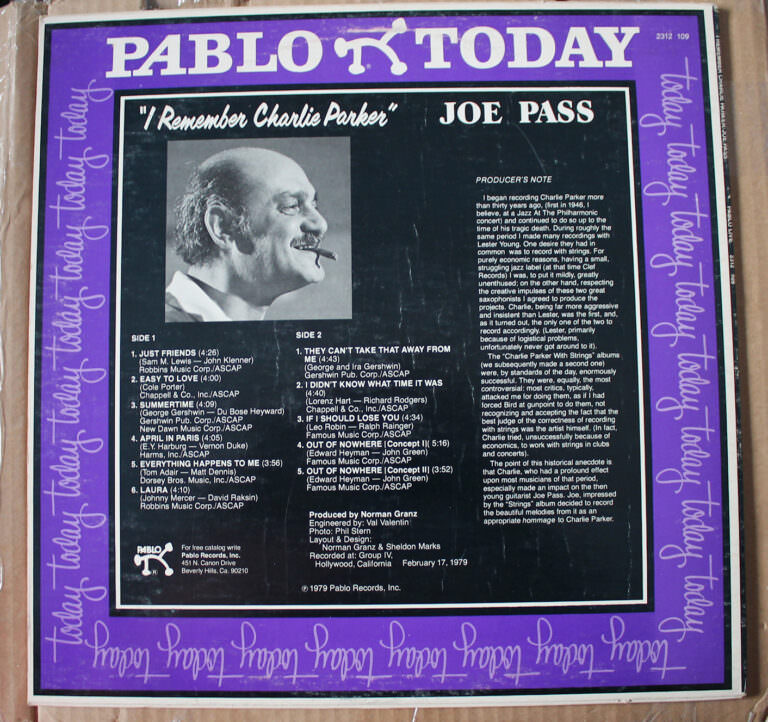 PABLO TODAY
2312 109
"I Remember Charlie Parker"
JOE PASS
PRODUCER'S NOTE
I began recording Charlie Parker more
than thirty years ago, (first in 1946, I
believe, at a Jazz At The Philharmonic
concert) and continued to do so up to the
time of his tragic death. During roughly the
same period I made many recordings with
Lester Young. One desire they had in
common was to record with strings. For
purely economic reasons, having a small,
struggling jazz label (at that time Clef
Records) I was, to put it mildly, greatly
unenthused; on the other hand, respecting
the creative impulses of these two great
saxophonists I agreed to produce the
projects. Charlie, being far more aggressive
and insistent than Lester, was the first, and,
as it turned out, the only one of the two to
record accordingly. (Lester, primarily
because of logistical problems,
unfortunately never got around to it).
The "Charlie Parker With Strings" albums
(we subsequently made a second one)
were, by standards of the day, enormously
successful. They were, equally, the most
controversial: most critics, typically,
attacked me for doing them, as if I had
forced Bird at gunpoint to do them, not
recognizing and accepting the fact that the
best judge of the correctness of recording
with strings was the artist himself. (In fact,
Charlie tried, unsuccessfully because of
economics, to work with strings in clubs
and concerts).
The point of this historical anecdote is
that Charlie, who had a profound effect
upon most musicians of that period,
especially made an impact on the then
young guitarist Joe Pass. Joe, impressed
by the "Strings" album decided to record
the beautiful melodies from it as an
appropriate hommage to Charlie Parker.
SIDE 1
1. JUST FRIENDS (4:26)
(Sam M. Lewis — John Klenner)
Robbins Music Corp./ASCAP
2. EASY TO LOVE (4:00)
(Cole Porter)
Chappell & Co., Inc./ASCAP
3. SUMMERTIME (4:09)
(George Gershwin — Du Bose Heyward)
Gershwin Pub. Corp./ASCAP
New Dawn Music Corp./ASCAP
4. APRIL IN PARIS (4:05)
(E.Y. Harburg — Vernon Duke)
Harms, Inc./ASCAP
5. EVERYTHING HAPPENS TO ME (3:56)
(Tom Adair — Matt Dennis)
Dorsey Bros. Music, Inc./ASCAP
6. LAURA (4:10)
(Johnny Mercer — David Raksin)
Robbins Music Corp./ASCAP
SIDE 2
1. THEY CAN'T TAKE THAT AWAY FROM
ME (4:43)
(George and Ira Gershwin)
Gershwin Pub. Corp./ASCAP
2. I DIDN'T KNOW WHAT TIME IT WAS
(4:40)
(Lorenz Hart — Richard Rodgers)
Chappell & Co., Inc./ASCAP
3. IF I SHOULD LOSE YOU (4:34)
(Leo Robin — Ralph Rainger)
Famous Music Corp./ASCAP
4. OUT OF NOWHERE [Concept I] (5:16)
(Edward Heyman — John Green)
Famous Music Corp./ASCAP
5. OUT OF NOWHERE [Concept II] (3:52)
(Edward Heyman — John Green)
Famous Music Corp./ASCAP
Produced by Norman Granz
Engineered by: Val Valentin
Photo: Phil Stern
Layout & Design:
Norman Granz & Sheldon Marks
Recorded at: Group IV,
Hollywood, California February 17, 1979
PABLO
For free catalog write
Pablo Records, Inc.
451 N. Canon Drive
Beverly Hills, Ca. 90210
℗ 1979 Pablo Records, Inc.
today today today today today today today
today today today today today today today
today today today today today today today